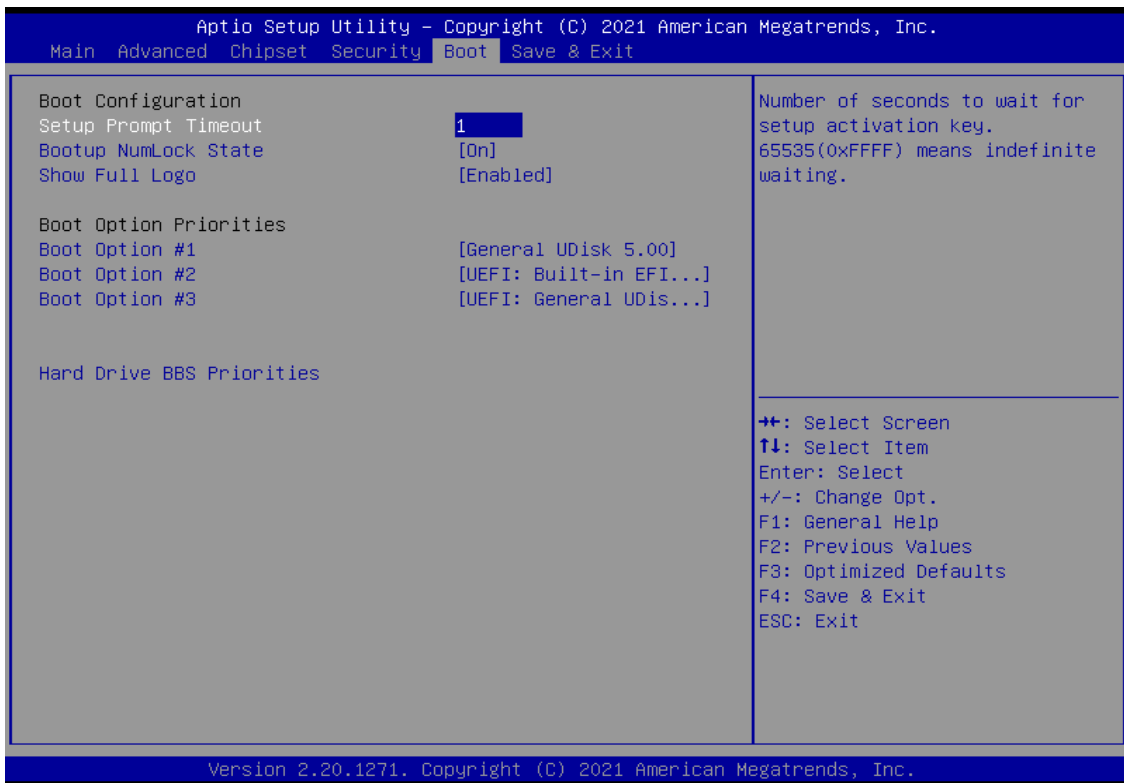 Aptio Setup Utility – Copyright (C) 2021 American Megatrends, Inc.
Main Advanced Chipset Security Boot Save & Exit
Boot Configuration
Setup Prompt Timeout 1
Bootup NumLock State [On]
Show Full Logo [Enabled]
Boot Option Priorities
Boot Option #1 [General UDisk 5.00]
Boot Option #2 [UEFI: Built-in EFI...]
Boot Option #3 [UEFI: General UDis...]
Hard Drive BBS Priorities
Number of seconds to wait for
setup activation key.
65535(0xFFFF) means indefinite
waiting.
→←: Select Screen
↑↓: Select Item
Enter: Select
+/-: Change Opt.
F1: General Help
F2: Previous Values
F3: Optimized Defaults
F4: Save & Exit
ESC: Exit
Version 2.20.1271. Copyright (C) 2021 American Megatrends, Inc.